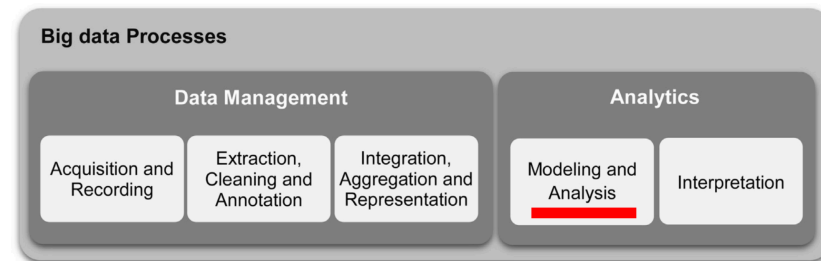 Big data Processes
Data Management
Analytics
Acquisition and
Recording
Extraction,
Cleaning and
Annotation
Integration,
Aggregation and
Representation
Modeling and
Analysis
Interpretation